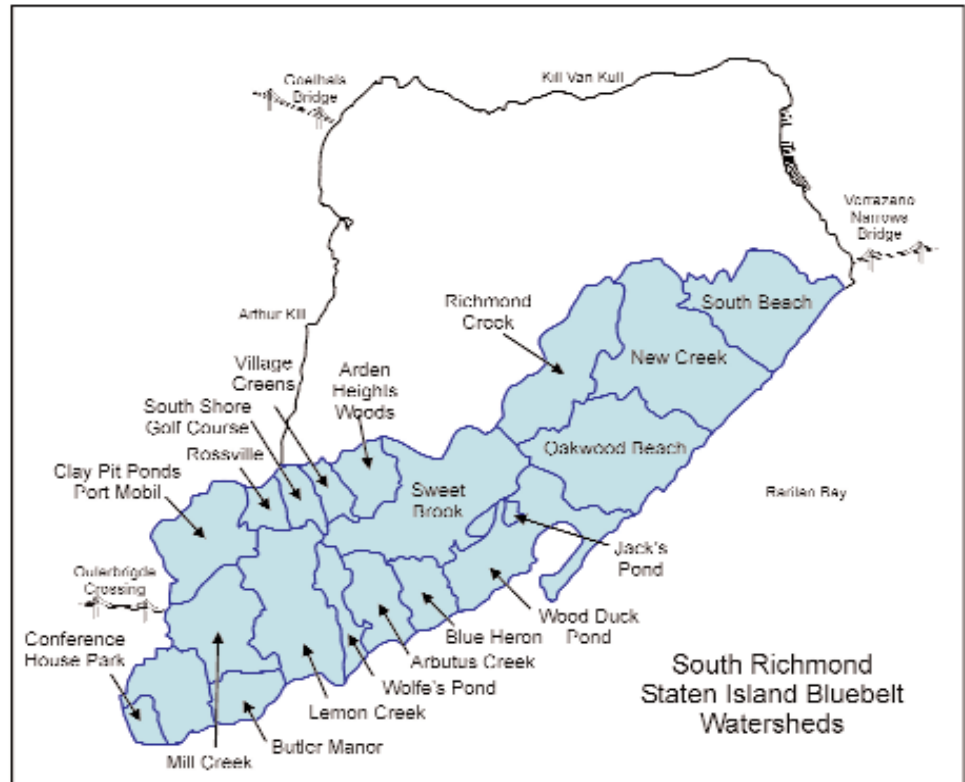 Kill Van Kull
Goethals
Bridge
Verrazano
Narrows
Bridge
South Beach
Richmond
Creek
New Creek
Arthur Kill
Village
Greens
Arden
Heights
Woods
South Shore
Golf Course
Rossville
Oakwood Beach
Clay Pit Ponds
Port Mobil
Sweet
Brook
Raritan Bay
Jack's
Pond
Outerbrigde
Crossing
Wood Duck
Pond
Conference
House Park
Blue Heron
Arbutus Creek
Wolfe's Pond
Lemon Creek
Butler Manor
Mill Creek
South Richmond
Staten Island Bluebelt
Watersheds